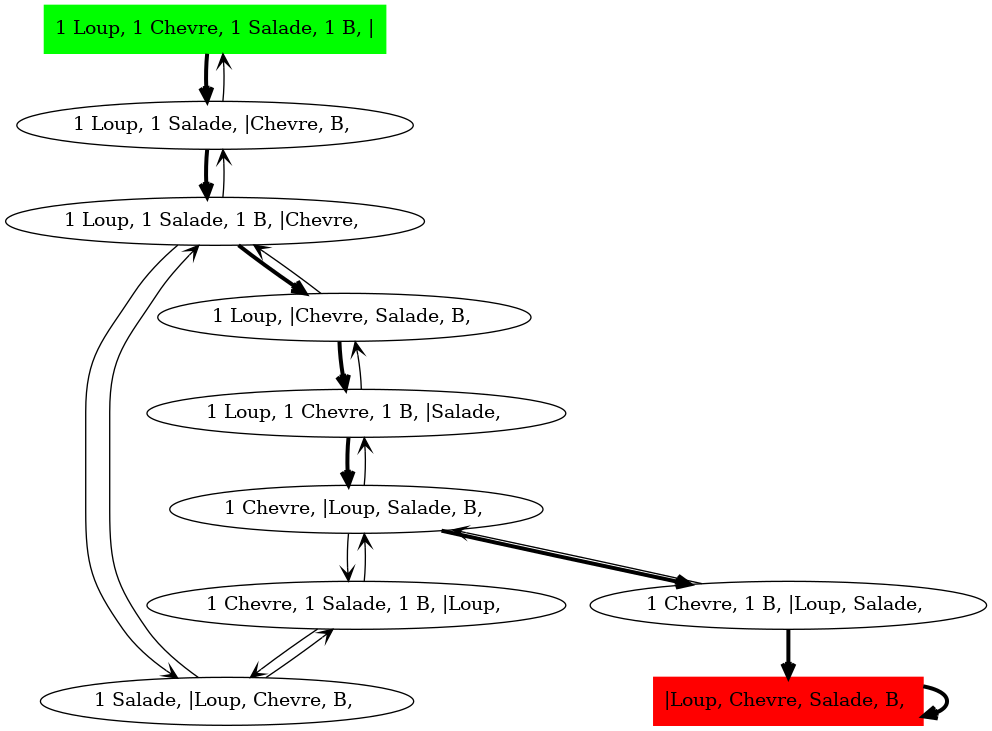 1 Loup, 1 Chevre, 1 Salade, 1 B, |
1 Loup, 1 Salade, |Chevre, B,
1 Loup, 1 Salade, 1 B, |Chevre,
1 Loup, |Chevre, Salade, B,
1 Loup, 1 Chevre, 1 B, |Salade,
1 Chevre, |Loup, Salade, B,
1 Chevre, 1 Salade, 1 B, |Loup,
1 Chevre, 1 B, |Loup, Salade,
1 Salade, |Loup, Chevre, B,
|Loup, Chevre, Salade, B,